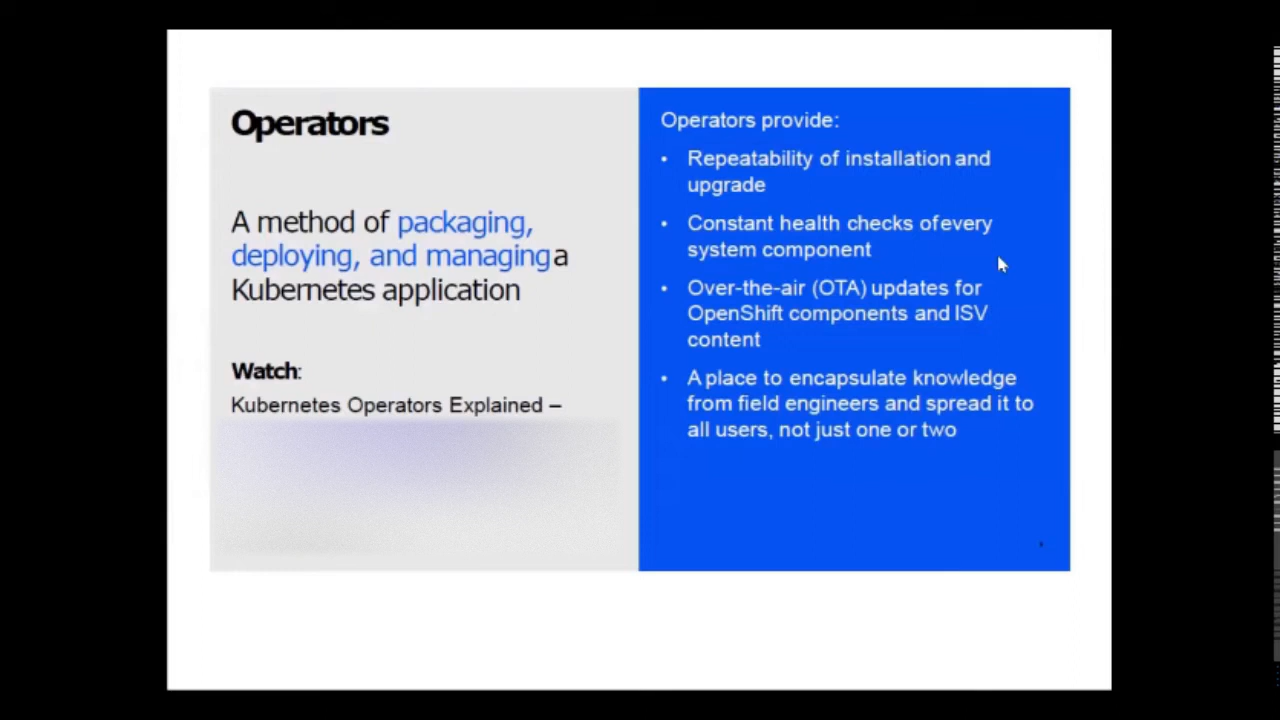 Operators
A method of packaging,
deploying, and managing a
Kubernetes application
Watch:
Kubernetes Operators Explained –
Operators provide:
• Repeatability of installation and
upgrade
• Constant health checks of every
system component
• Over-the-air (OTA) updates for
OpenShift components and ISV
content
• A place to encapsulate knowledge
from field engineers and spread it to
all users, not just one or two